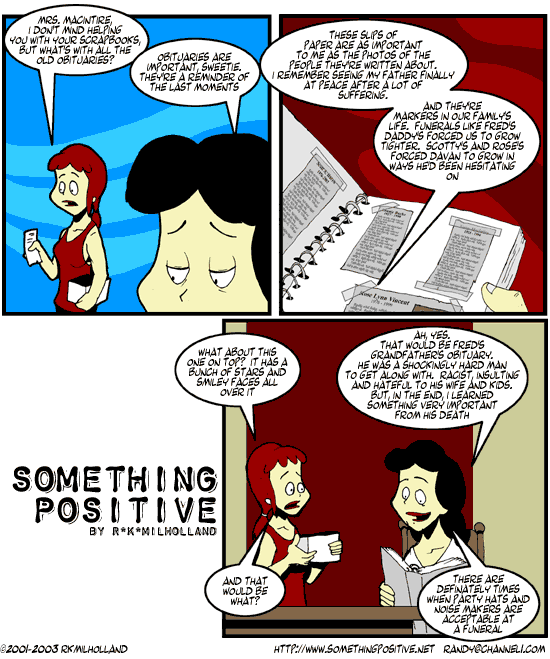 MRS. MACINTIRE,
I DON'T MIND HELPING
YOU WITH YOUR SCRAPBOOKS,
BUT WHAT'S WITH ALL THE
OLD OBITUARIES?
OBITUARIES ARE
IMPORTANT, SWEETIE.
THEY'RE A REMINDER OF
THE LAST MOMENTS
THESE SLIPS OF
PAPER ARE AS IMPORTANT
TO ME AS THE PHOTOS OF THE
PEOPLE THEY'RE WRITTEN ABOUT.
I REMEMBER SEEING MY FATHER FINALLY
AT PEACE AFTER A LOT OF
SUFFERING.
AND THEY'RE
MARKERS IN OUR FAMILY'S
LIFE. FUNERALS LIKE FRED'S
DADDY'S FORCED US TO GROW
TIGHTER. SCOTTY'S AND ROSE'S
FORCED DAVAN TO GROW IN
WAYS HE'D BEEN HESITATING
ON
Lynn Vincent
WHAT ABOUT THIS
ONE ON TOP? IT HAS A
BUNCH OF STARS AND
SMILEY FACES ALL
OVER IT
AH, YES.
THAT WOULD BE FRED'S
GRANDFATHER'S OBITUARY.
HE WAS A SHOCKINGLY HARD MAN
TO GET ALONG WITH. RACIST, INSULTING
AND HATEFUL TO HIS WIFE AND KIDS.
BUT, IN THE END, I LEARNED
SOMETHING VERY IMPORTANT
FROM HIS DEATH
AND THAT
WOULD BE
WHAT?
THERE ARE
DEFINATELY TIMES
WHEN PARTY HATS AND
NOISE MAKERS ARE
ACCEPTABLE AT
A FUNERAL
SOMETHING
POSITIVE
BY R*K*MILHOLLAND
©2001-2003 RKMILHOLLAND
HTTP://WWW.SOMETHINGPOSITIVE.NET RANDY@CHANNEL1.COM